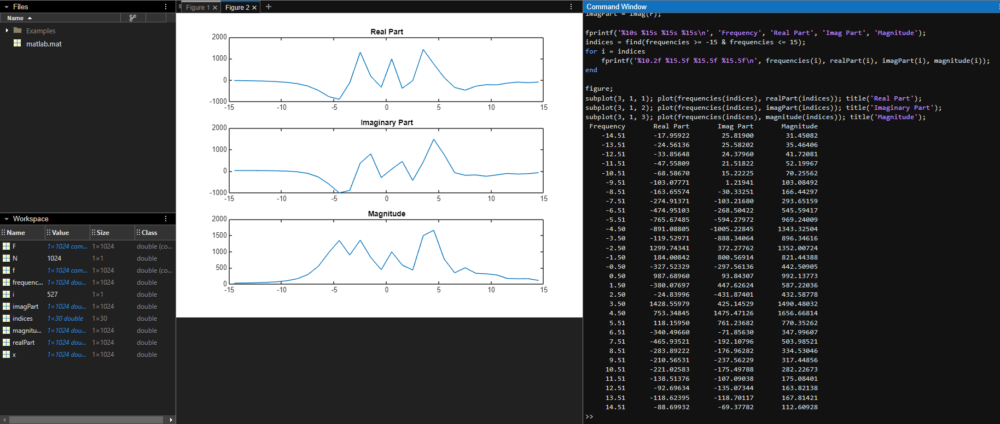 Files
Name
Examples
matlab.mat
Workspace
Name Value Size Class
F 1×1024 com... 1×1024 double (co...
N 1024 1×1 double
f 1×1024 com... 1×1024 double (co...
frequenc... 1×1024 dou... 1×1024 double
i 527 1×1 double
imagPart 1×1024 dou... 1×1024 double
indices 1×30 double 1×30 double
magnitu... 1×1024 dou... 1×1024 double
realPart 1×1024 dou... 1×1024 double
x 1×1024 dou... 1×1024 double
Figure 1 × Figure 2 × +
Real Part
2000
1000
0
-1000
-15 -10 -5 0 5 10 15
Imaginary Part
2000
1000
0
-1000
-15 -10 -5 0 5 10 15
Magnitude
2000
1500
1000
500
0
-15 -10 -5 0 5 10 15
Command Window
imagPart = imag(F);
fprintf('%10s %15s %15s %15s\n', 'Frequency', 'Real Part', 'Imag Part', 'Magnitude');
indices = find(frequencies >= -15 & frequencies <= 15);
for i = indices
fprintf('%10.2f %15.5f %15.5f %15.5f\n', frequencies(i), realPart(i), imagPart(i), magnitude(i));
end
figure;
subplot(3, 1, 1); plot(frequencies(indices), realPart(indices)); title('Real Part');
subplot(3, 1, 2); plot(frequencies(indices), imagPart(indices)); title('Imaginary Part');
subplot(3, 1, 3); plot(frequencies(indices), magnitude(indices)); title('Magnitude');
Frequency Real Part Imag Part Magnitude
-14.51 -17.95922 25.81900 31.45082
-13.51 -24.56136 25.58202 35.46406
-12.51 -33.85648 24.37960 41.72081
-11.51 -47.55809 21.51822 52.19967
-10.51 -68.58670 15.22225 70.25562
-9.51 -103.07771 1.21941 103.08492
-8.51 -163.65574 -30.33251 166.44297
-7.51 -274.91371 -103.21680 293.65159
-6.51 -474.95103 -268.50422 545.59417
-5.51 -765.67485 -594.27972 969.24009
-4.50 -891.08805 -1005.22845 1343.32504
-3.50 -119.52971 -888.34064 896.34616
-2.50 1299.74341 372.27762 1352.00724
-1.50 184.00842 800.56914 821.44388
-0.50 -327.52329 -297.56136 442.50905
0.50 987.68960 93.84307 992.13773
1.50 -380.07697 447.62624 587.22036
2.50 -24.83996 -431.87401 432.58778
3.50 1428.55979 425.14529 1490.48032
4.50 753.34845 1475.47126 1656.66814
5.51 118.15950 761.23682 770.35262
6.51 -340.49660 -71.85630 347.99607
7.51 -465.93521 -192.10796 503.98521
8.51 -283.89222 -176.96282 334.53046
9.51 -210.56531 -237.56229 317.44856
10.51 -221.02583 -175.49788 282.22673
11.51 -138.51376 -107.09038 175.08401
12.51 -92.69634 -135.07344 163.82138
13.51 -118.62395 -118.70117 167.81421
14.51 -88.69932 -69.37782 112.60928
>>